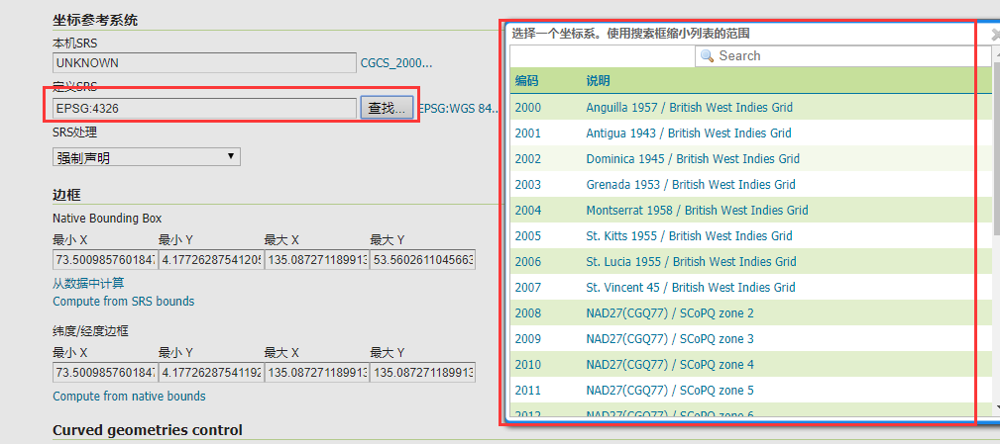 坐标参考系统
本机SRS
UNKNOWN CGCS_2000...
定义SRS
EPSG:4326 查找... EPSG:WGS 84...
SRS处理
强制声明
边框
Native Bounding Box
最小 X 最小 Y 最大 X 最大 Y
73.5009857601847 4.1772628754120 135.087271189913 53.5602611045663
从数据中计算
Compute from SRS bounds
纬度/经度边框
最小 X 最小 Y 最大 X 最大 Y
73.5009857601847 4.17726287541192 135.087271189913 135.087271189913
Compute from native bounds
Curved geometries control
选择一个坐标系。使用搜索框缩小列表的范围
Search
编码 说明
2000 Anguilla 1957 / British West Indies Grid
2001 Antigua 1943 / British West Indies Grid
2002 Dominica 1945 / British West Indies Grid
2003 Grenada 1953 / British West Indies Grid
2004 Montserrat 1958 / British West Indies Grid
2005 St. Kitts 1955 / British West Indies Grid
2006 St. Lucia 1955 / British West Indies Grid
2007 St. Vincent 45 / British West Indies Grid
2008 NAD27(CGQ77) / SCoPQ zone 2
2009 NAD27(CGQ77) / SCoPQ zone 3
2010 NAD27(CGQ77) / SCoPQ zone 4
2011 NAD27(CGQ77) / SCoPQ zone 5
2012 NAD27(CGQ77) / SCoPQ zone 6